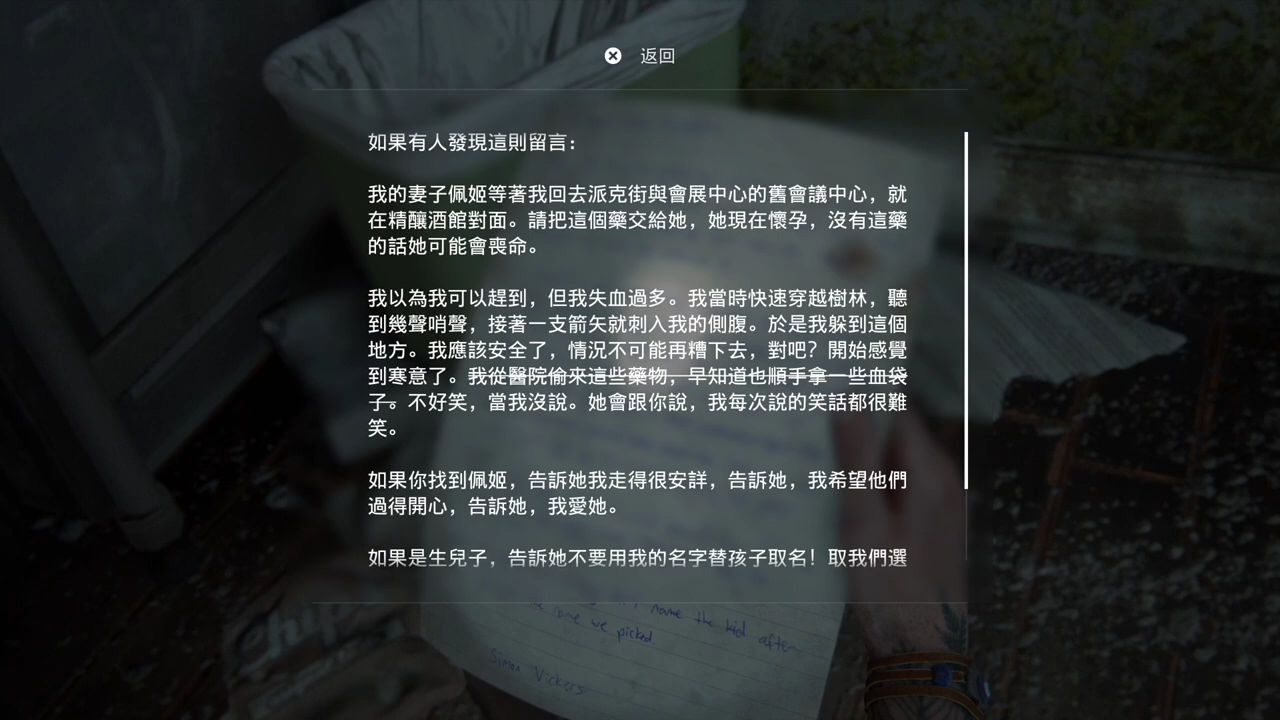 返回
如果有人發現這則留言：
我的妻子佩姬等著我回去派克街與會展中心的舊會議中心，就
在精釀酒館對面。請把這個藥交給她，她現在懷孕，沒有這藥
的話她可能會喪命。
我以為我可以趕到，但我失血過多。我當時快速穿越樹林，聽
到幾聲哨聲，接著一支箭矢就刺入我的側腹。於是我躲到這個
地方。我應該安全了，情況不可能再糟下去，對吧？開始感覺
到寒意了。我從醫院偷來這些藥物，早知道也順手拿一些血袋
子。不好笑，當我沒說。她會跟你說，我每次說的笑話都很難
笑。
如果你找到佩姬，告訴她我走得很安詳，告訴她，我希望他們
過得開心，告訴她，我愛她。
如果是生兒子，告訴她不要用我的名字替孩子取名！取我們選
name the kid after
name we picked.
Simon Vickers